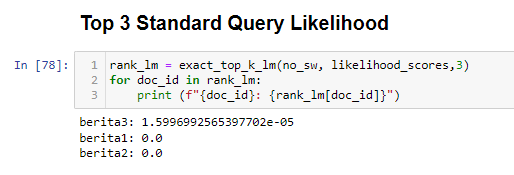 Top 3 Standard Query Likelihood
In [78]:
1 rank_lm = exact_top_k_lm(no_sw, likelihood_scores,3)
2 for doc_id in rank_lm:
3     print (f"{doc_id}: {rank_lm[doc_id]}")
berita3: 1.5996992565397702e-05
berita1: 0.0
berita2: 0.0